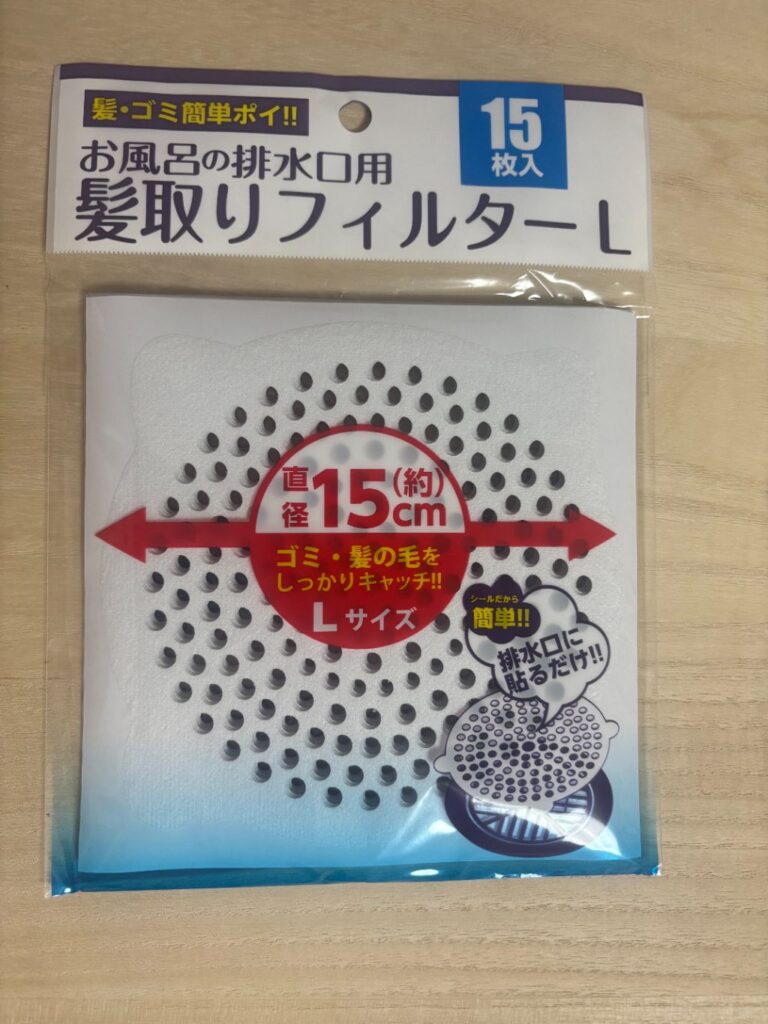 髪・ゴミ簡単ポイ!!
15
枚入
お風呂の排水口用
髪取りフィルターL
直径15(約)cm
ゴミ・髪の毛を
しっかりキャッチ!!
Lサイズ
シールだから
簡単!!
排水口に
貼るだけ!!